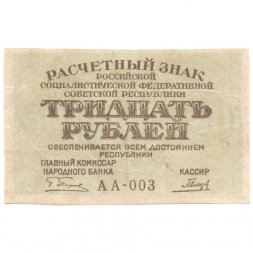 РАСЧЕТНЫЙ ЗНАК
РОССИЙСКОЙ
СОЦИАЛИСТИЧЕСКОЙ ФЕДЕРАТИВНОЙ
СОВЕТСКОЙ РЕСПУБЛИКИ
ТРИДЦАТЬ
РУБЛЕЙ
ОБЕСПЕЧИВАЕТСЯ ВСЕМ ДОСТОЯНИЕМ
РЕСПУБЛИКИ
ГЛАВНЫЙ КОМИССАР
НАРОДНОГО БАНКА
КАССИР
АА-003